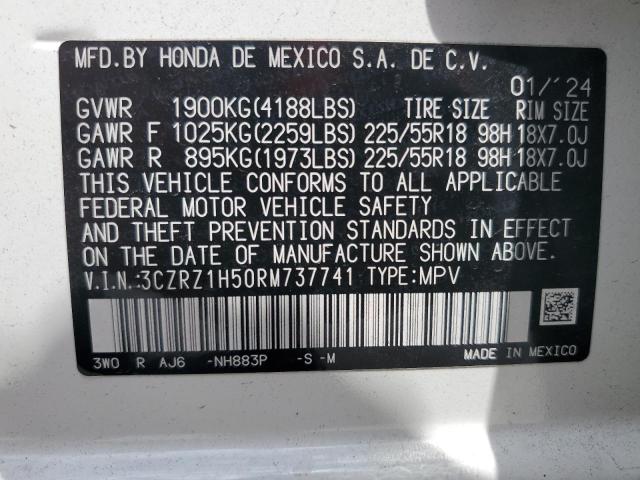 MFD.BY HONDA DE MEXICO S.A. DE C.V.
01/'24
GVWR 1900KG(4188LBS) TIRE SIZE RIM SIZE
GAWR F 1025KG(2259LBS) 225/55R18 98H 18X7.0J
GAWR R 895KG(1973LBS) 225/55R18 98H 18X7.0J
THIS VEHICLE CONFORMS TO ALL APPLICABLE
FEDERAL MOTOR VEHICLE SAFETY
AND THEFT PREVENTION STANDARDS IN EFFECT
ON THE DATE OF MANUFACTURE SHOWN ABOVE.
V.I.N.:3CZRZ1H50RM737741 TYPE:MPV
3W0 R AJ6 -NH883P -S -M MADE IN MEXICO